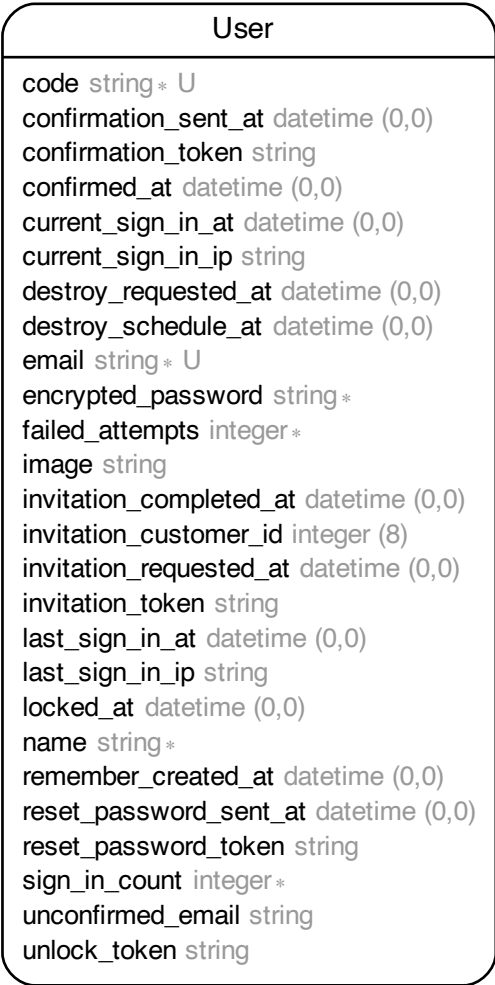 User
code string * U
confirmation_sent_at datetime (0,0)
confirmation_token string
confirmed_at datetime (0,0)
current_sign_in_at datetime (0,0)
current_sign_in_ip string
destroy_requested_at datetime (0,0)
destroy_schedule_at datetime (0,0)
email string * U
encrypted_password string *
failed_attempts integer *
image string
invitation_completed_at datetime (0,0)
invitation_customer_id integer (8)
invitation_requested_at datetime (0,0)
invitation_token string
last_sign_in_at datetime (0,0)
last_sign_in_ip string
locked_at datetime (0,0)
name string *
remember_created_at datetime (0,0)
reset_password_sent_at datetime (0,0)
reset_password_token string
sign_in_count integer *
unconfirmed_email string
unlock_token string